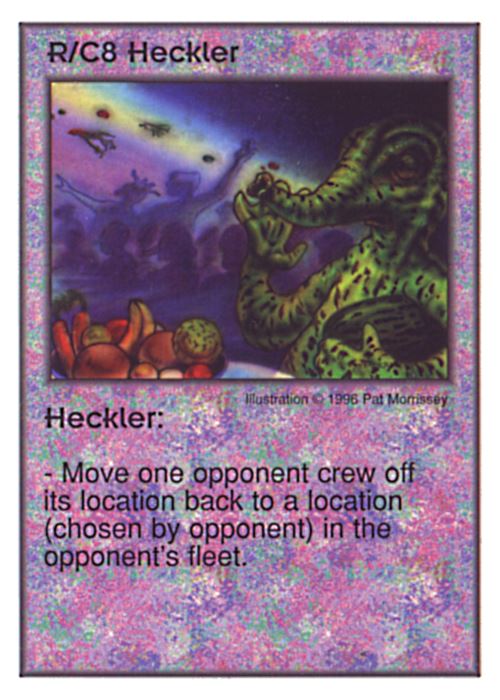 R/C8 Heckler
Illustration © 1996 Pat Morrissey
Heckler:
- Move one opponent crew off
its location back to a location
(chosen by opponent) in the
opponent's fleet.